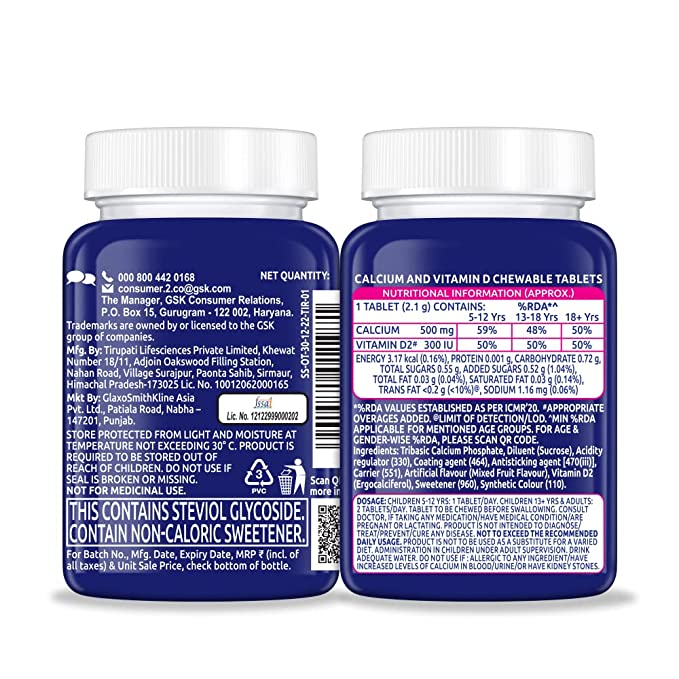 000 800 442 0168
consumer.2.co@gsk.com
The Manager, GSK Consumer Relations,
P.O. Box 15, Gurugram - 122 002, Haryana.
Trademarks are owned by or licensed to the GSK
group of companies.
Mfg. By: Tirupati Lifesciences Private Limited, Khewat
Number 18/11, Adjoin Oakswood Filling Station,
Nahan Road, Village Surajpur, Paonta Sahib, Sirmaur,
Himachal Pradesh-173025 Lic. No. 10012062000165
Mkt By: GlaxoSmithKline Asia
Pvt. Ltd., Patiala Road, Nabha –
147201, Punjab.
fssai
Lic. No. 12122999000202
STORE PROTECTED FROM LIGHT AND MOISTURE AT
TEMPERATURE NOT EXCEEDING 30° C. PRODUCT IS
REQUIRED TO BE STORED OUT OF
REACH OF CHILDREN. DO NOT USE IF
SEAL IS BROKEN OR MISSING.
NOT FOR MEDICINAL USE.
3
PVC
THIS CONTAINS STEVIOL GLYCOSIDE.
CONTAIN NON-CALORIC SWEETENER.
For Batch No., Mfg. Date, Expiry Date, MRP ₹ (incl. of
all taxes) & Unit Sale Price, check bottom of bottle.
NET QUANTITY:
SS-OT-30-12-22-TIR-01
Scan Q
more in
CALCIUM AND VITAMIN D CHEWABLE TABLETS
NUTRITIONAL INFORMATION (APPROX.)
1 TABLET (2.1 g) CONTAINS: %RDA*^
5-12 Yrs 13-18 Yrs 18+ Yrs
CALCIUM 500 mg 59% 48% 50%
VITAMIN D2# 300 IU 50% 50% 50%
ENERGY 3.17 kcal (0.16%), PROTEIN 0.001 g, CARBOHYDRATE 0.72 g,
TOTAL SUGARS 0.55 g, ADDED SUGARS 0.52 g (1.04%),
TOTAL FAT 0.03 g (0.04%), SATURATED FAT 0.03 g (0.14%),
TRANS FAT <0.2 g (<10%)@, SODIUM 1.16 mg (0.06%)
*%RDA VALUES ESTABLISHED AS PER ICMR'20. #APPROPRIATE
OVERAGES ADDED. @LIMIT OF DETECTION/LOD. ^MIN %RDA
APPLICABLE FOR MENTIONED AGE GROUPS. FOR AGE &
GENDER-WISE %RDA, PLEASE SCAN QR CODE.
Ingredients: Tribasic Calcium Phosphate, Diluent (Sucrose), Acidity
regulator (330), Coating agent (464), Antisticking agent [470(iii)],
Carrier (551), Artificial flavour (Mixed Fruit Flavour), Vitamin D2
(Ergocalciferol), Sweetener (960), Synthetic Colour (110).
DOSAGE: CHILDREN 5-12 YRS: 1 TABLET/DAY. CHILDREN 13+ YRS & ADULTS:
2 TABLETS/DAY. TABLET TO BE CHEWED BEFORE SWALLOWING. CONSULT
DOCTOR, IF TAKING ANY MEDICATION/HAVE MEDICAL CONDITION/ARE
PREGNANT OR LACTATING. PRODUCT IS NOT INTENDED TO DIAGNOSE/
TREAT/PREVENT/CURE ANY DISEASE. NOT TO EXCEED THE RECOMMENDED
DAILY USAGE. PRODUCT IS NOT TO BE USED AS A SUBSTITUTE FOR A VARIED
DIET. ADMINISTRATION IN CHILDREN UNDER ADULT SUPERVISION. DRINK
ADEQUATE WATER. DO NOT USE IF : ALLERGIC TO ANY INGREDIENT/HAVE
INCREASED LEVELS OF CALCIUM IN BLOOD/URINE/OR HAVE KIDNEY STONES.